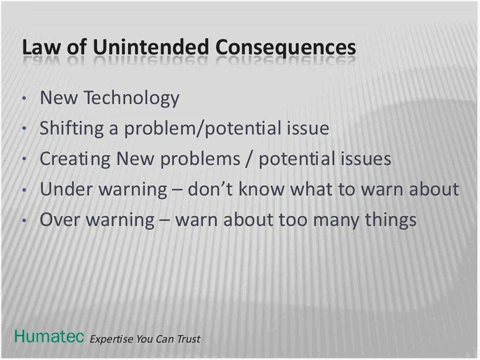 Law of Unintended Consequences
• New Technology
• Shifting a problem/potential issue
• Creating New problems / potential issues
• Under warning – don't know what to warn about
• Over warning – warn about too many things
Humatec Expertise You Can Trust